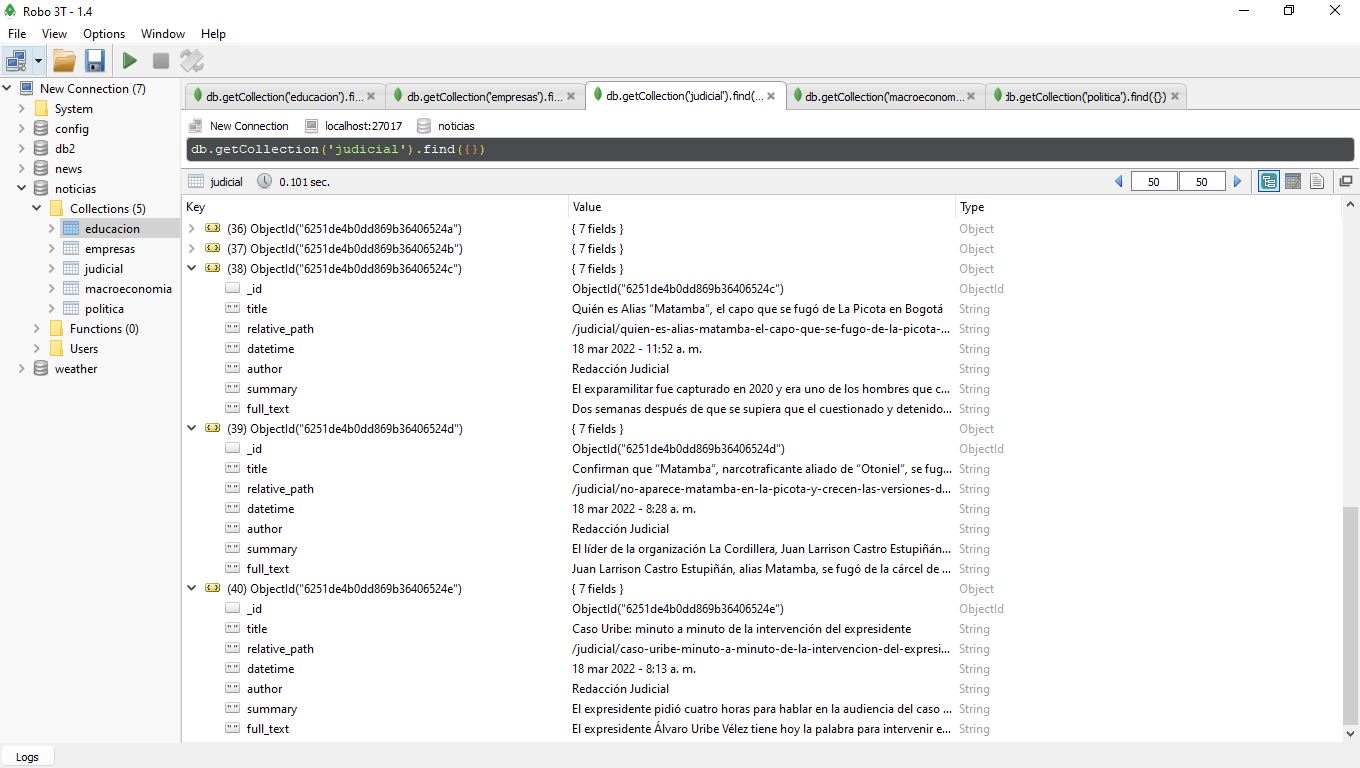 Robo 3T - 1.4
File View Options Window Help
New Connection (7)
System
config
db2
news
noticias
Collections (5)
educacion
empresas
judicial
macroeconomia
politica
Functions (0)
Users
weather
db.getCollection('educacion').fi... db.getCollection('empresas').fi... db.getCollection('judicial').find(... db.getCollection('macroeconom... db.getCollection('politica').find({})
New Connection localhost:27017 noticias
db.getCollection('judicial').find({})
judicial 0.101 sec. 50 50
Key Value Type
(36) ObjectId("6251de4b0dd869b36406524a") { 7 fields } Object
(37) ObjectId("6251de4b0dd869b36406524b") { 7 fields } Object
(38) ObjectId("6251de4b0dd869b36406524c") { 7 fields } Object
_id ObjectId("6251de4b0dd869b36406524c") ObjectId
title Quién es Alias “Matamba”, el capo que se fugó de La Picota en Bogotá String
relative_path /judicial/quien-es-alias-matamba-el-capo-que-se-fugo-de-la-picota-... String
datetime 18 mar 2022 - 11:52 a. m. String
author Redacción Judicial String
summary El exparamilitar fue capturado en 2020 y era uno de los hombres que c... String
full_text Dos semanas después de que se supiera que el cuestionado y detenido... String
(39) ObjectId("6251de4b0dd869b36406524d") { 7 fields } Object
_id ObjectId("6251de4b0dd869b36406524d") ObjectId
title Confirman que “Matamba”, narcotraficante aliado de “Otoniel”, se fug... String
relative_path /judicial/no-aparece-matamba-en-la-picota-y-crecen-las-versiones-d... String
datetime 18 mar 2022 - 8:28 a. m. String
author Redacción Judicial String
summary El líder de la organización La Cordillera, Juan Larrison Castro Estupiñán... String
full_text Juan Larrison Castro Estupiñán, alias Matamba, se fugó de la cárcel de ... String
(40) ObjectId("6251de4b0dd869b36406524e") { 7 fields } Object
_id ObjectId("6251de4b0dd869b36406524e") ObjectId
title Caso Uribe: minuto a minuto de la intervención del expresidente String
relative_path /judicial/caso-uribe-minuto-a-minuto-de-la-intervencion-del-expresi... String
datetime 18 mar 2022 - 8:13 a. m. String
author Redacción Judicial String
summary El expresidente pidió cuatro horas para hablar en la audiencia del caso ... String
full_text El expresidente Álvaro Uribe Vélez tiene hoy la palabra para intervenir e... String
Logs